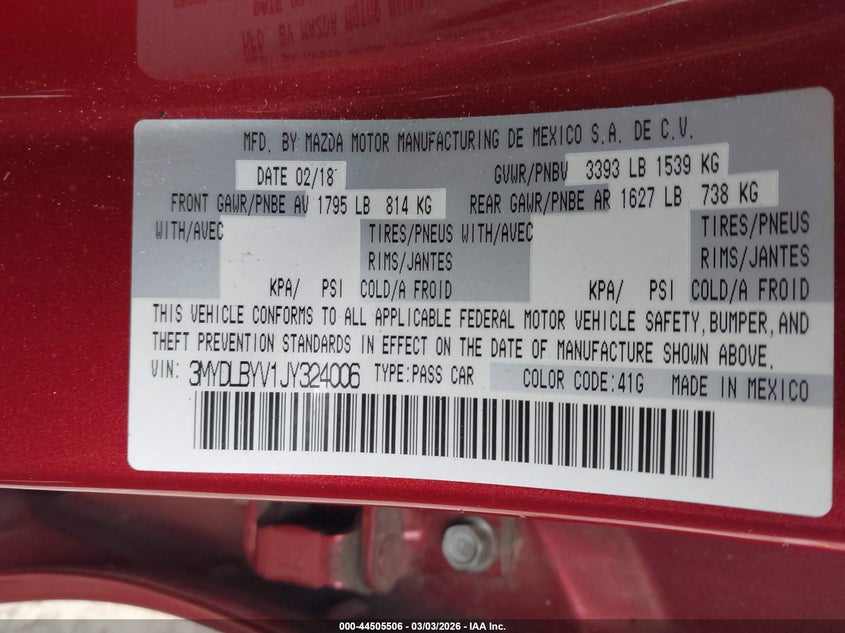 MFD. BY MAZDA MOTOR MANUFACTURING DE MEXICO S.A. DE C.V.
DATE 02/18 GVWR/PNBV 3393 LB 1539 KG
FRONT GAWR/PNBE AV 1795 LB 814 KG REAR GAWR/PNBE AR 1627 LB 738 KG
WITH/AVEC TIRES/PNEUS WITH/AVEC TIRES/PNEUS
RIMS/JANTES RIMS/JANTES
KPA/ PSI COLD/A FROID KPA/ PSI COLD/A FROID
THIS VEHICLE CONFORMS TO ALL APPLICABLE FEDERAL MOTOR VEHICLE SAFETY, BUMPER, AND
THEFT PREVENTION STANDARDS IN EFFECT ON THE DATE OF MANUFACTURE SHOWN ABOVE.
VIN: 3MYDLBYV1JY324006 TYPE:PASS CAR COLOR CODE:41G MADE IN MEXICO
000-44505506 - 03/03/2026 - IAA Inc.